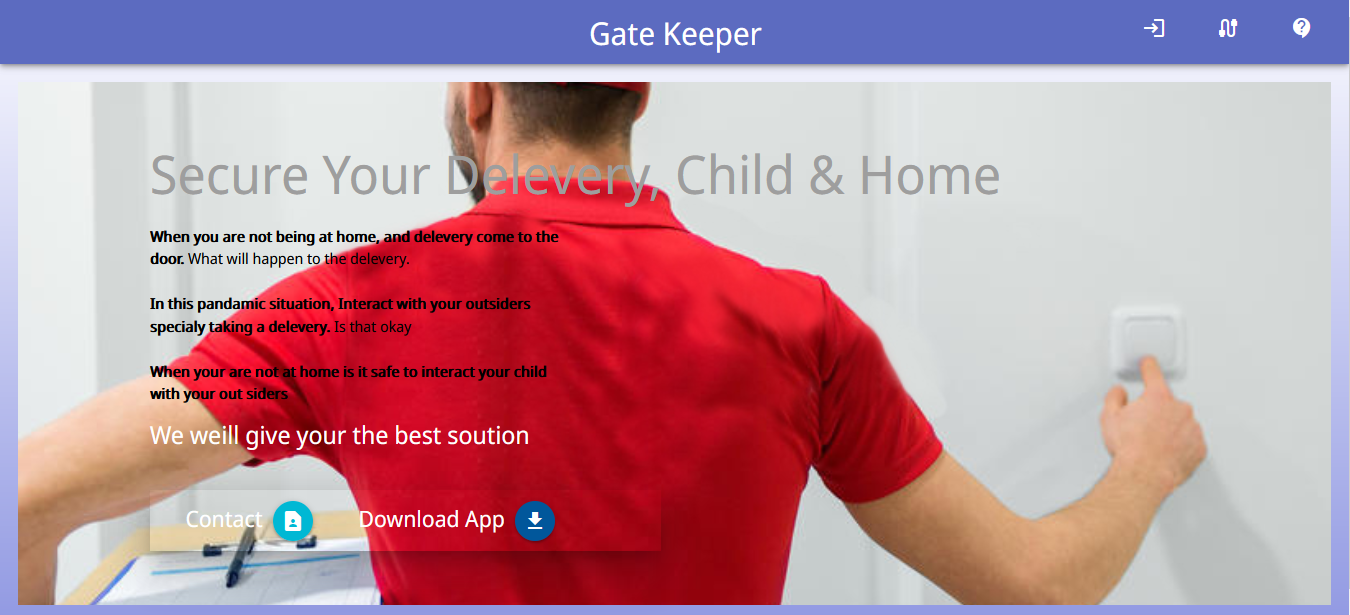 Gate Keeper
Secure Your Delevery, Child & Home
When you are not being at home, and delevery come to the
door. What will happen to the delevery.
In this pandamic situation, Interact with your outsiders
specialy taking a delevery. Is that okay
When your are not at home is it safe to interact your child
with your out siders
We weill give your the best soution
Contact
Download App